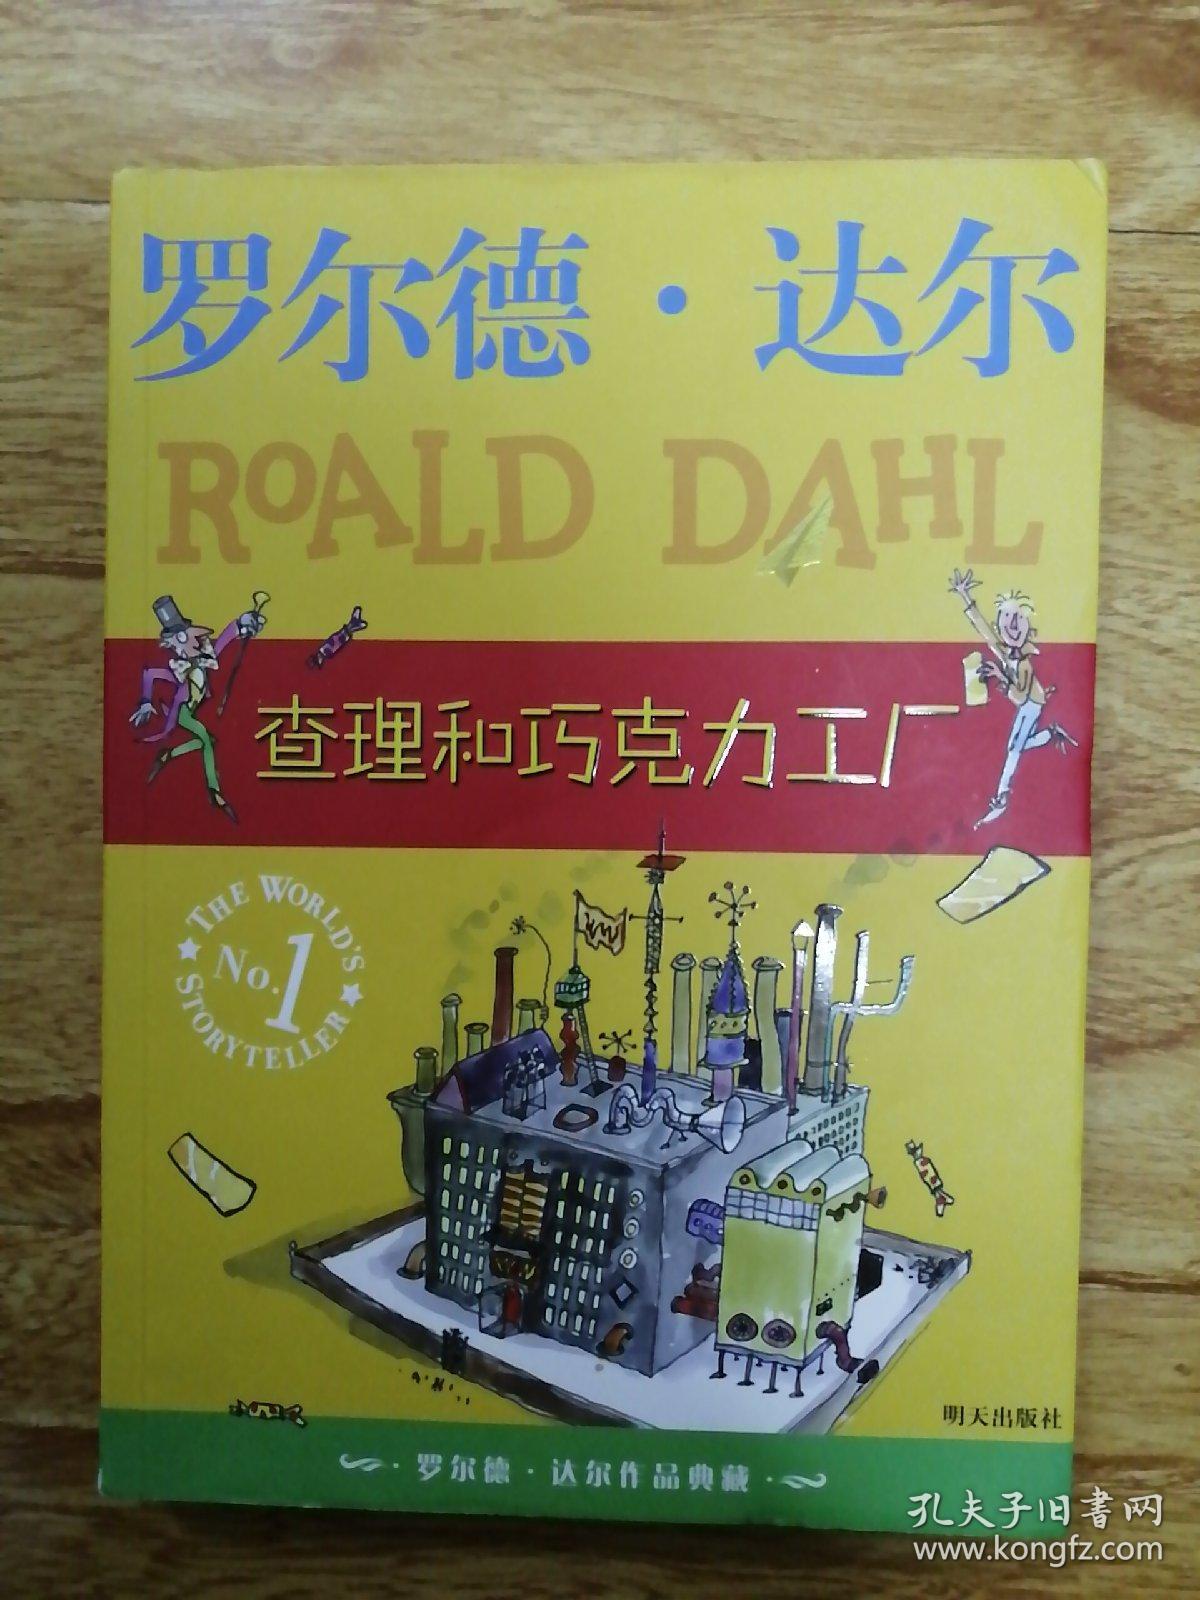 罗尔德·达尔
ROALD DAHL
查理和巧克力工厂
THE WORLD'S
No.1
STORYTELLER
明天出版社
·罗尔德·达尔作品典藏·
孔夫子旧書网
www.kongfz.com